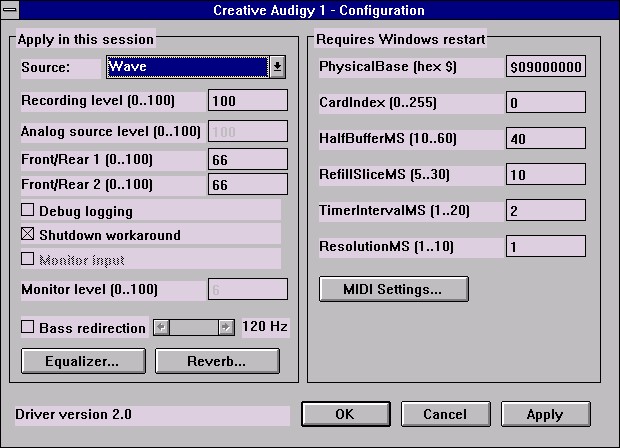 Creative Audigy 1 - Configuration
Apply in this session
Source: Wave
Recording level (0..100) 100
Analog source level (0..100) 100
Front/Rear 1 (0..100) 66
Front/Rear 2 (0..100) 66
Debug logging
Shutdown workaround
Monitor input
Monitor level (0..100) 6
Bass redirection 120 Hz
Equalizer... Reverb...
Requires Windows restart
PhysicalBase (hex $) $09000000
CardIndex (0..255) 0
HalfBufferMS (10..60) 40
RefillSliceMS (5..30) 10
TimerIntervalMS (1..20) 2
ResolutionMS (1..10) 1
MIDI Settings...
Driver version 2.0 OK Cancel Apply